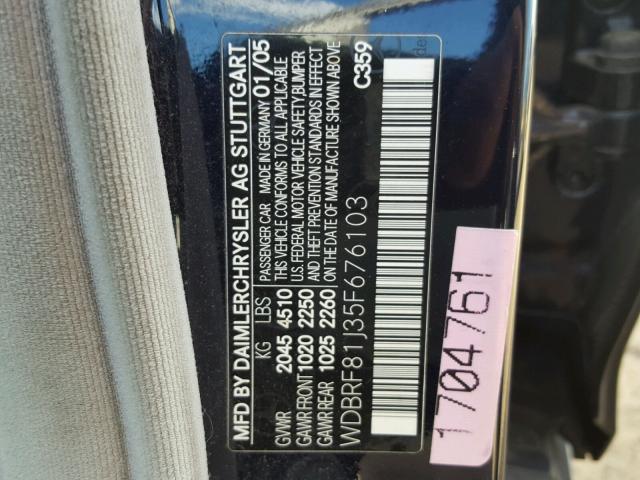 MFD BY DAIMLERCHRYSLER AG STUTTGART
PASSENGER CAR MADE IN GERMANY 01/05
KG LBS
GVWR 2045 4510
GAWR FRONT 1020 2250
GAWR REAR 1025 2260
THIS VEHICLE CONFORMS TO ALL APPLICABLE
U.S. FEDERAL MOTOR VEHICLE SAFETY, BUMPER
AND THEFT PREVENTION STANDARDS IN EFFECT
ON THE DATE OF MANUFACTURE SHOWN ABOVE
WDBRF81J35F676103
C359
1704761